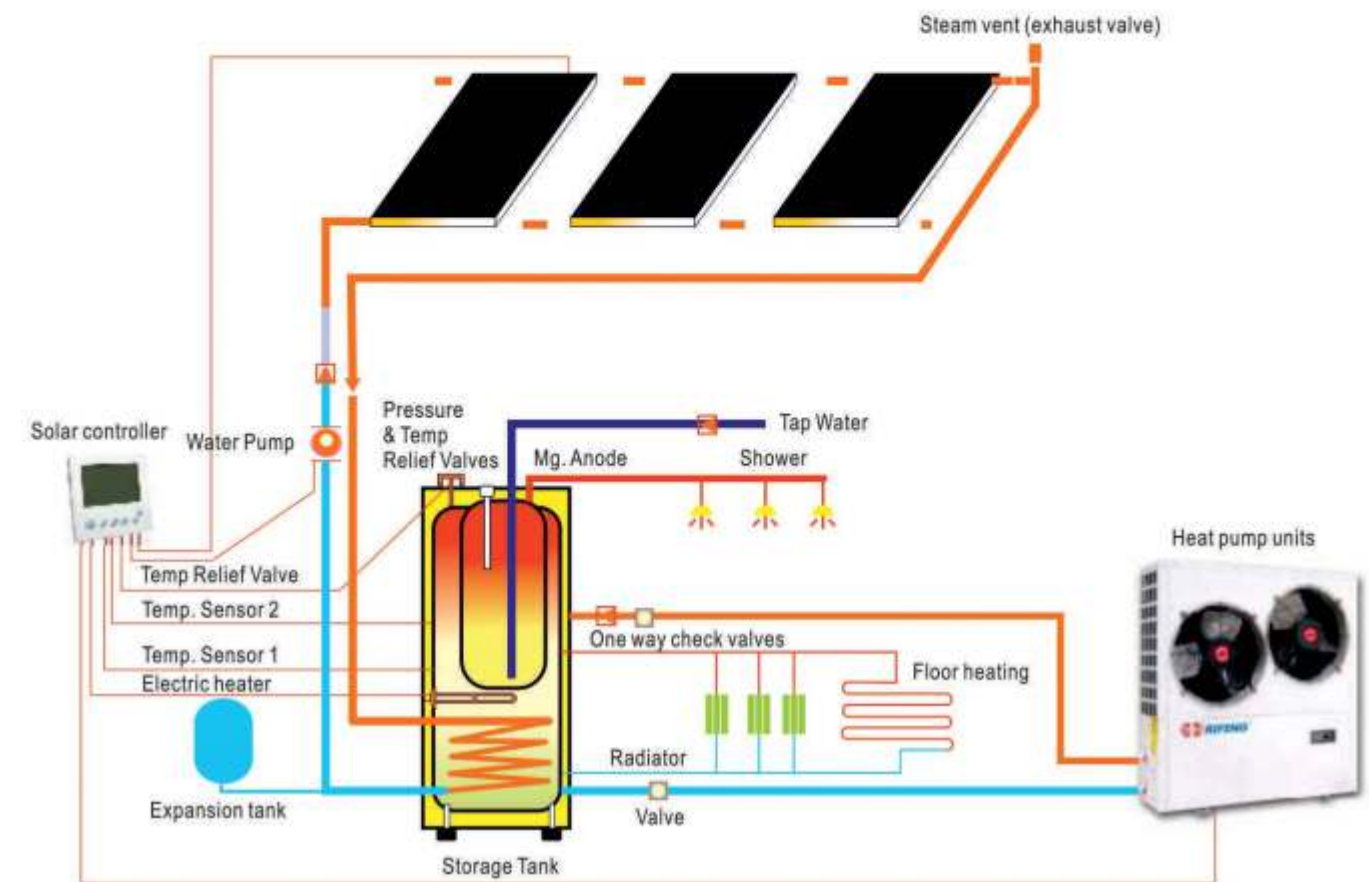 Steam vent (exhaust valve)
Solar controller
Water Pump
Pressure
& Temp
Relief Valves
Tap Water
Mg. Anode
Shower
Heat pump units
Temp Relief Valve
Temp. Sensor 2
One way check valves
Temp. Sensor 1
Electric heater
Floor heating
RIFENG
Radiator
Expansion tank
Valve
Storage Tank